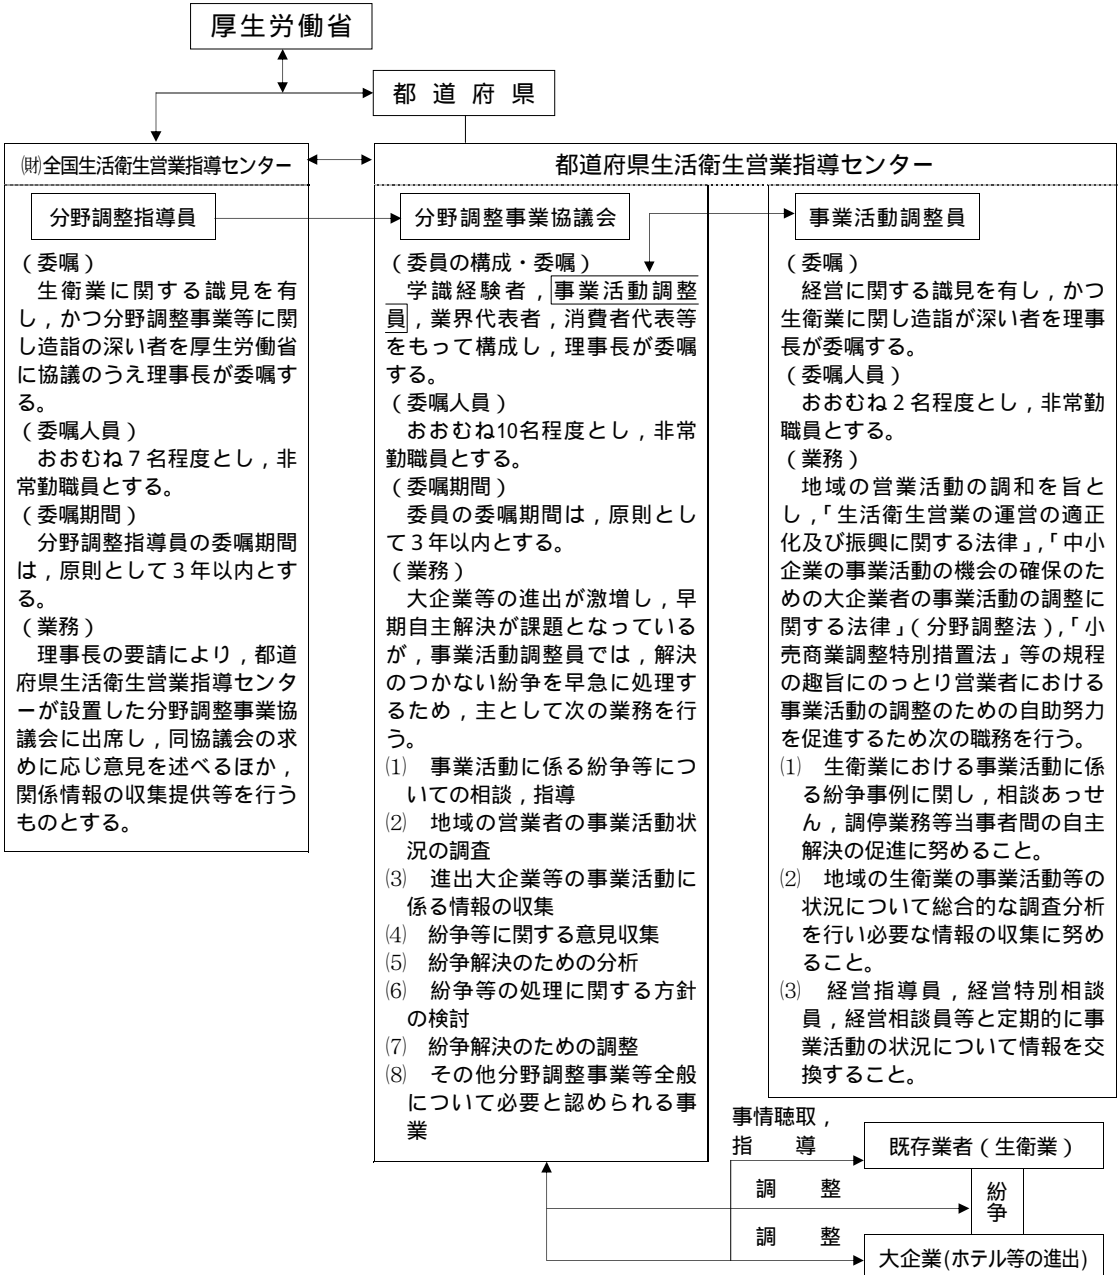 厚生労働省
都道府県
㈶全国生活衛生営業指導センター
都道府県生活衛生営業指導センター
分野調整指導員
(委嘱)
生衛業に関する識見を有
し，かつ分野調整事業等に関
し造詣の深い者を厚生労働省
に協議のうえ理事長が委嘱す
る。
(委嘱人員)
おおむね７名程度とし，非
常勤職員とする。
(委嘱期間)
分野調整指導員の委嘱期間
は，原則として３年以内とす
る。
(業務)
理事長の要請により，都道
府県生活衛生営業指導センタ
ーが設置した分野調整事業協
議会に出席し，同協議会の求
めに応じ意見を述べるほか，
関係情報の収集提供等を行う
ものとする。
分野調整事業協議会
(委員の構成・委嘱)
学識経験者，事業活動調整
員，業界代表者，消費者代表等
をもって構成し，理事長が委嘱
する。
(委嘱人員)
おおむね10名程度とし，非常
勤職員とする。
(委嘱期間)
委員の委嘱期間は，原則とし
て３年以内とする。
(業務)
大企業等の進出が激増し，早
期自主解決が課題となっている
が，事業活動調整員では，解決
のつかない紛争を早急に処理す
るため，主として次の業務を行
う。
⑴　事業活動に係る紛争等につ
いての相談，指導
⑵　地域の営業者の事業活動状
況の調査
⑶　進出大企業等の事業活動に
係る情報の収集
⑷　紛争等に関する意見収集
⑸　紛争解決のための分析
⑹　紛争等の処理に関する方針
の検討
⑺　紛争解決のための調整
⑻　その他分野調整事業等全般
について必要と認められる事
業
事業活動調整員
(委嘱)
経営に関する識見を有し，かつ
生衛業に関し造詣が深い者を理事
長が委嘱する。
(委嘱人員)
おおむね２名程度とし，非常勤
職員とする。
(業務)
地域の営業活動の調和を旨と
し，「生活衛生営業の運営の適正
化及び振興に関する法律」，「中小
企業の事業活動の機会の確保のた
めの大企業者の事業活動の調整に
関する法律」(分野調整法)，「小
売商業調整特別措置法」等の規程
の趣旨にのっとり営業者における
事業活動の調整のための自助努力
を促進するため次の職務を行う。
⑴　生衛業における事業活動に係
る紛争事例に関し，相談あっせ
ん，調停業務等当事者間の自主
解決の促進に努めること。
⑵　地域の生衛業の事業活動等の
状況について総合的な調査分析
を行い必要な情報の収集に努め
ること。
⑶　経営指導員，経営特別相談
員，経営相談員等と定期的に事
業活動の状況について情報を交
換すること。
事情聴取，
指　導
既存業者(生衛業)
調　整
紛争
調　整
大企業(ホテル等の進出)